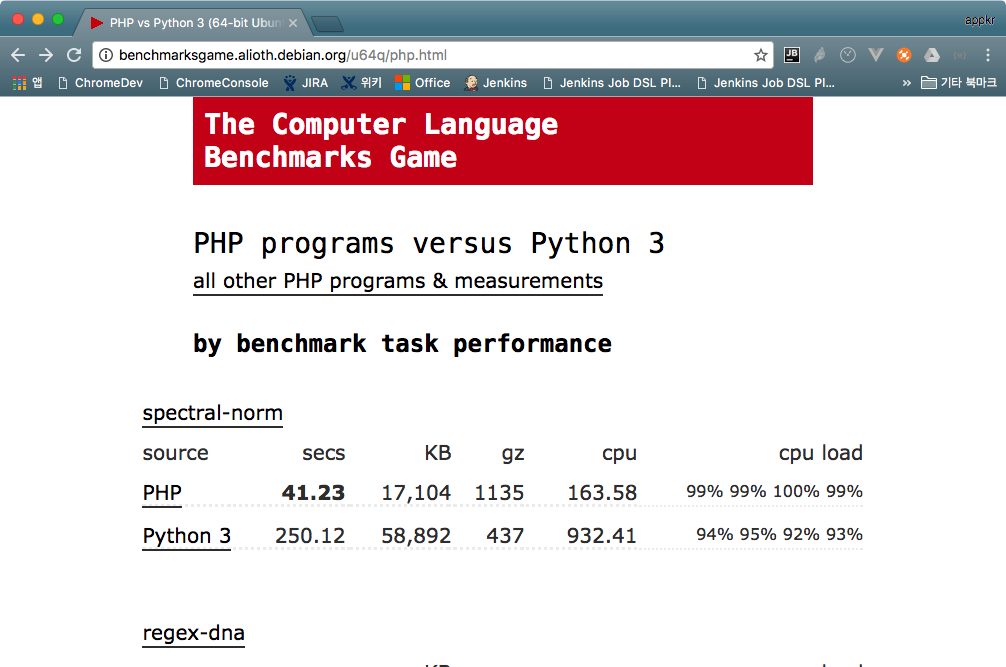 PHP vs Python 3 (64-bit Ubun
appkr
benchmarksgame.alioth.debian.org/u64q/php.html
JB
앱 ChromeDev ChromeConsole JIRA 위키 Office Jenkins Jenkins Job DSL Pl... Jenkins Job DSL Pl... » 기타 북마크
The Computer Language
Benchmarks Game
PHP programs versus Python 3
all other PHP programs & measurements
by benchmark task performance
spectral-norm
source secs KB gz cpu cpu load
PHP 41.23 17,104 1135 163.58 99% 99% 100% 99%
Python 3 250.12 58,892 437 932.41 94% 95% 92% 93%
regex-dna